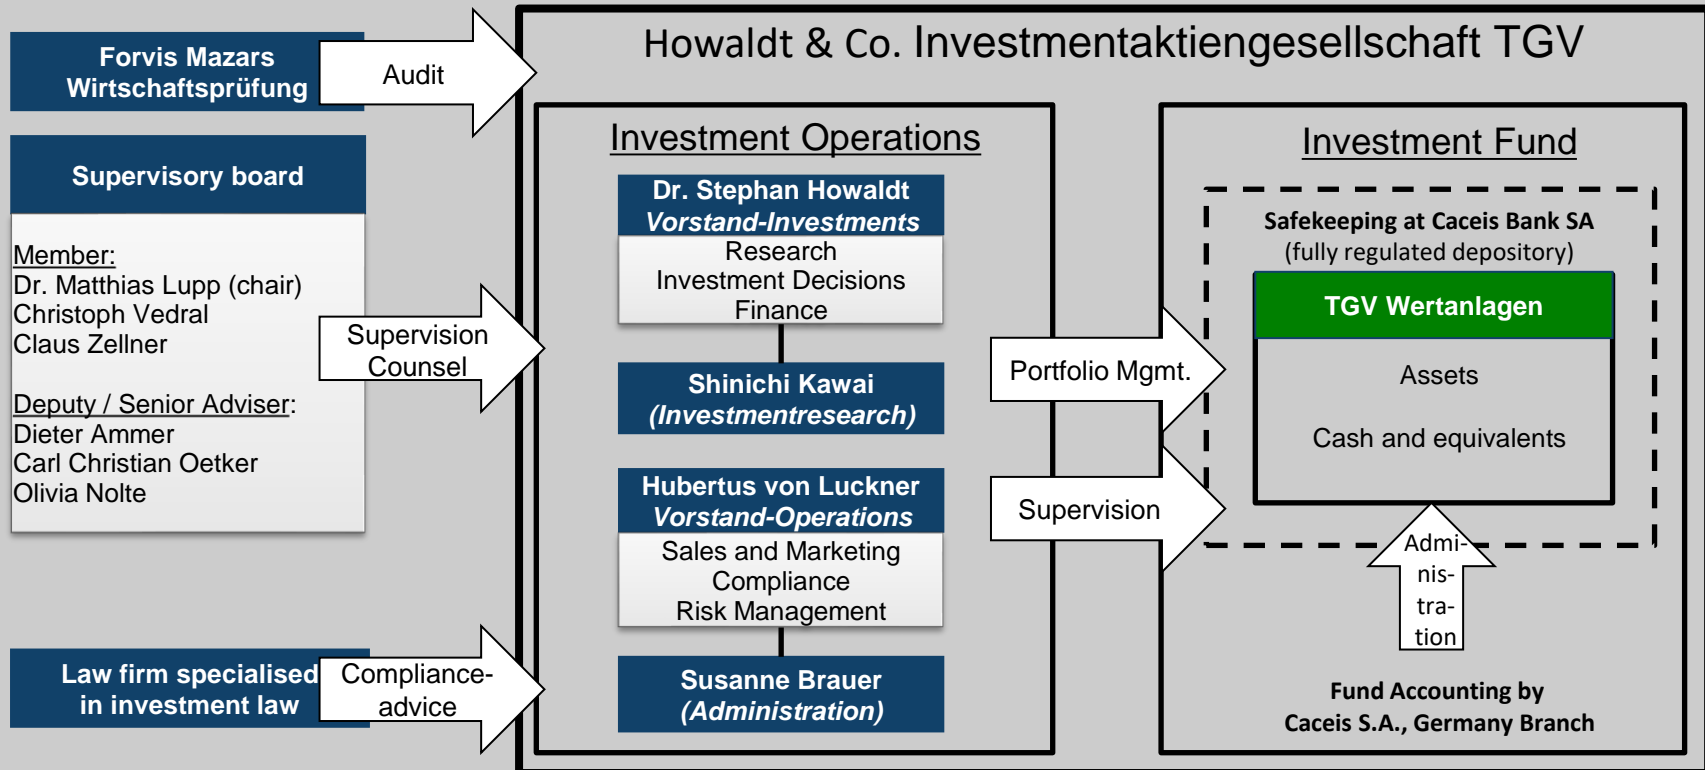 Howaldt & Co. Investmentaktiengesellschaft TGV
Forvis Mazars
Wirtschaftsprüfung
Audit
Supervisory board
Member:
Dr. Matthias Lupp (chair)
Christoph Vedral
Claus Zellner
Deputy / Senior Adviser:
Dieter Ammer
Carl Christian Oetker
Olivia Nolte
Supervision
Counsel
Law firm specialised
in investment law
Compliance-
advice
Investment Operations
Dr. Stephan Howaldt
Vorstand-Investments
Research
Investment Decisions
Finance
Shinichi Kawai
(Investmentresearch)
Hubertus von Luckner
Vorstand-Operations
Sales and Marketing
Compliance
Risk Management
Susanne Brauer
(Administration)
Portfolio Mgmt.
Supervision
Investment Fund
Safekeeping at Caceis Bank SA
(fully regulated depository)
TGV Wertanlagen
Assets
Cash and equivalents
Admi-
nis-
tra-
tion
Fund Accounting by
Caceis S.A., Germany Branch